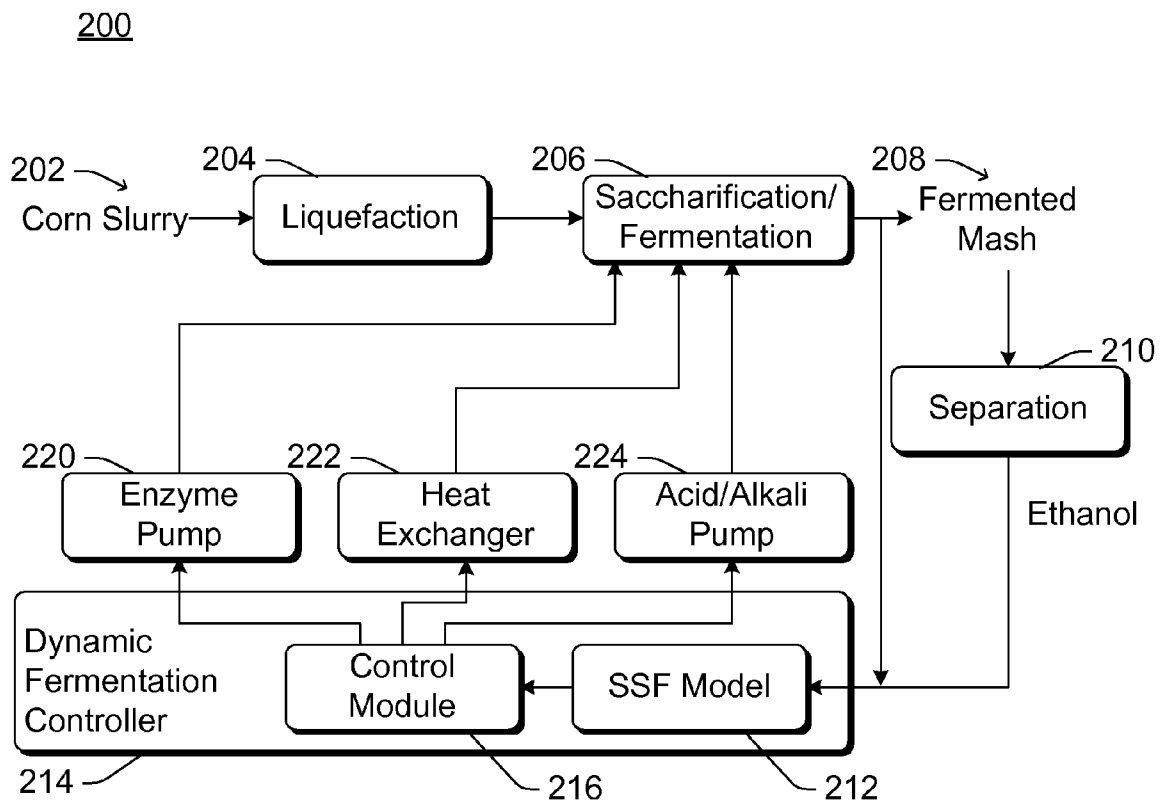 200
202
204
206
208
Corn Slurry
Liquefaction
Saccharification/
Fermentation
Fermented
Mash
210
Separation
220
222
224
Enzyme
Pump
Heat
Exchanger
Acid/Alkali
Pump
Ethanol
Dynamic
Fermentation
Controller
Control
Module
SSF Model
214
216
212